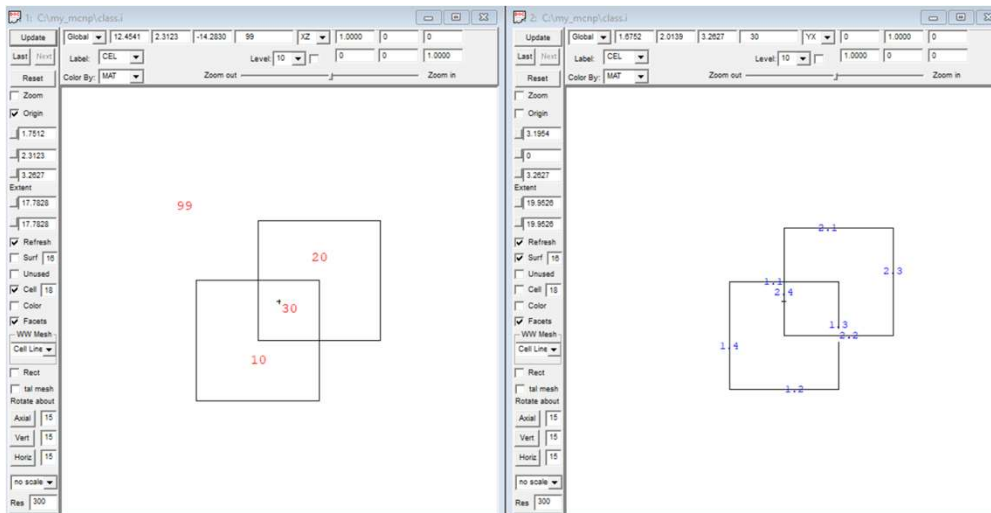 1: C:\my_mcnp\class.i
Update Global 12.4541 2.3123 -14.2830 99 XZ 1.0000 0 0
Last Next Label: CEL Level: 10 0 0 1.0000
Reset Color By: MAT Zoom out Zoom in
Zoom
Origin
1.7512
2.3123
3.2627
Extent
17.7828
17.7828
Refresh
Surf 16
Unused
Cell 18
Color
Facets
WW Mesh
Cell Line
Rect
tal mesh
Rotate about
Axial 15
Vert 15
Horiz 15
no scale
Res 300
99
20
30
10
2: C:\my_mcnp\class.i
Update Global 1.6752 2.0139 3.2627 30 YX 0 1.0000 0
Last Next Label: CEL Level: 10 1.0000 0 0
Reset Color By: MAT Zoom out Zoom in
Zoom
Origin
3.1954
0
3.2627
Extent
19.9526
19.9526
Refresh
Surf 16
Unused
Cell 18
Color
Facets
WW Mesh
Cell Line
Rect
tal mesh
Rotate about
Axial 15
Vert 15
Horiz 15
no scale
Res 300
2.1
2.3
1.1
2.4
1.3
2.2
1.4
1.2